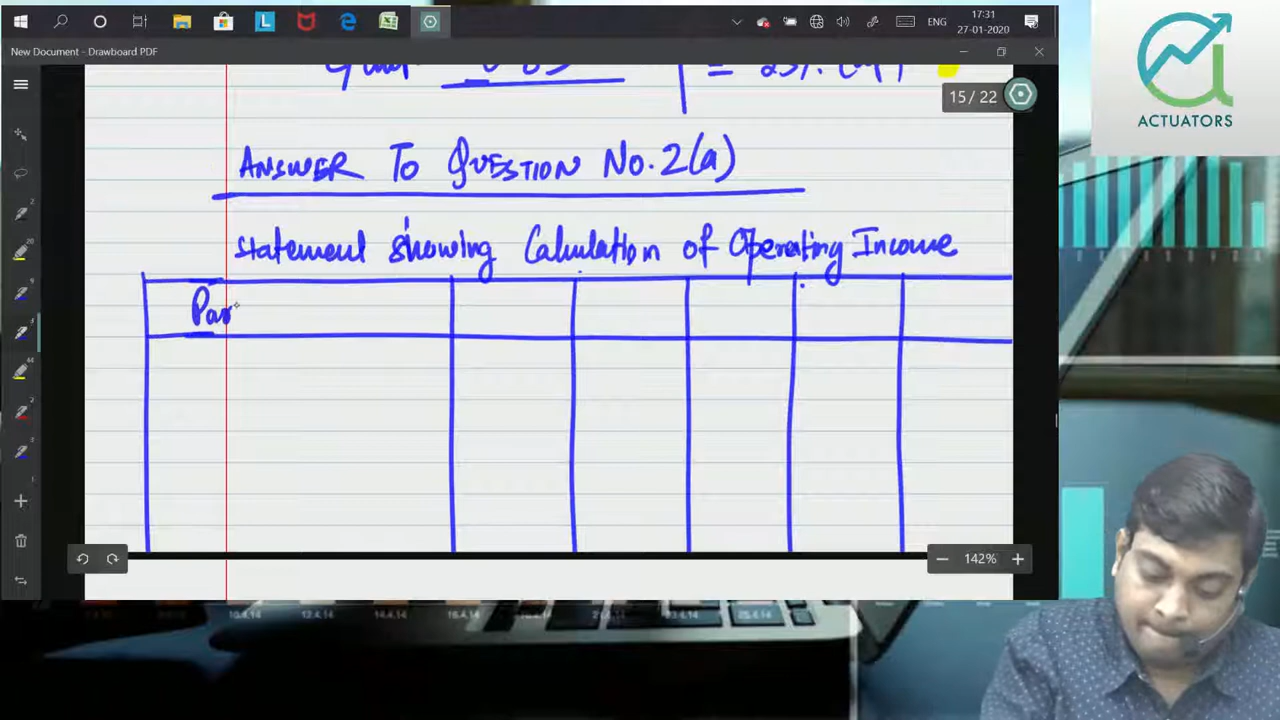 ENG
17:31
27-01-2020
New Document - Drawboard PDF
15 / 22
ACTUATORS
ANSWER TO QUESTION NO. 2(a)
Statement showing Calculation of Operating Income
Par
142%